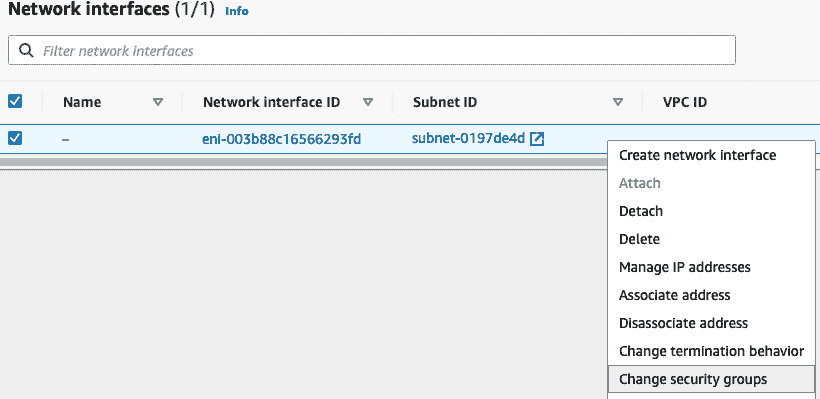 Network interfaces (1/1) Info
Filter network interfaces
Name Network interface ID Subnet ID VPC ID
– eni-003b88c16566293fd subnet-0197de4d
Create network interface
Attach
Detach
Delete
Manage IP addresses
Associate address
Disassociate address
Change termination behavior
Change security groups